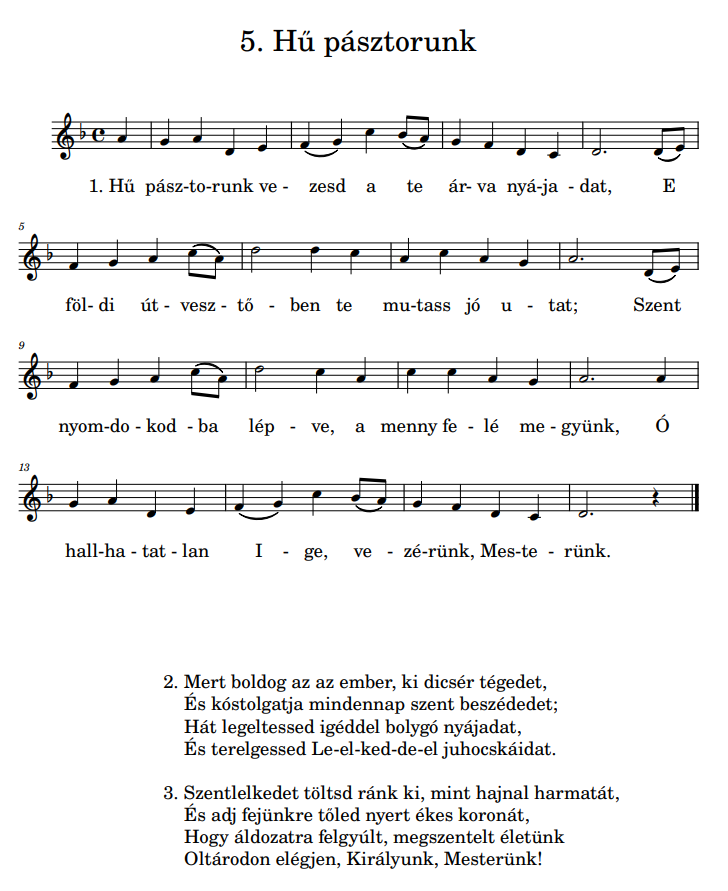 5. Hű pásztorunk
1. Hű pász-to-runk ve - zesd a te ár- va nyá-ja - dat, E
5
föl- di út - vesz - tő - ben te mu-tass jó u - tat; Szent
9
nyom-do - kod - ba lép - ve, a menny fe - lé me - gyünk, Ó
13
hall-ha - tat - lan I - ge, ve - zé-rünk, Mes-te - rünk.
2. Mert boldog az az ember, ki dicsér tégedet,
És kóstolgatja mindennap szent beszédedet;
Hát legeltessed igéddel bolygó nyájadat,
És terelgessed Le-el-ked-de-el juhocskáidat.
3. Szentlelkedet töltsd ránk ki, mint hajnal harmatát,
És adj fejünkre tőled nyert ékes koronát,
Hogy áldozatra felgyúlt, megszentelt életünk
Oltárodon elégjen, Királyunk, Mesterünk!